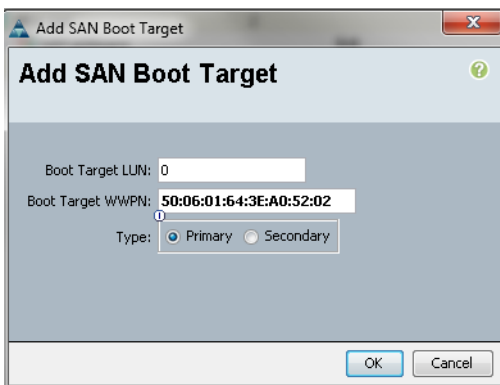 Add SAN Boot Target
Add SAN Boot Target
Boot Target LUN: 0
Boot Target WWPN: 50:06:01:64:3E:A0:52:02
Type: Primary Secondary
OK Cancel